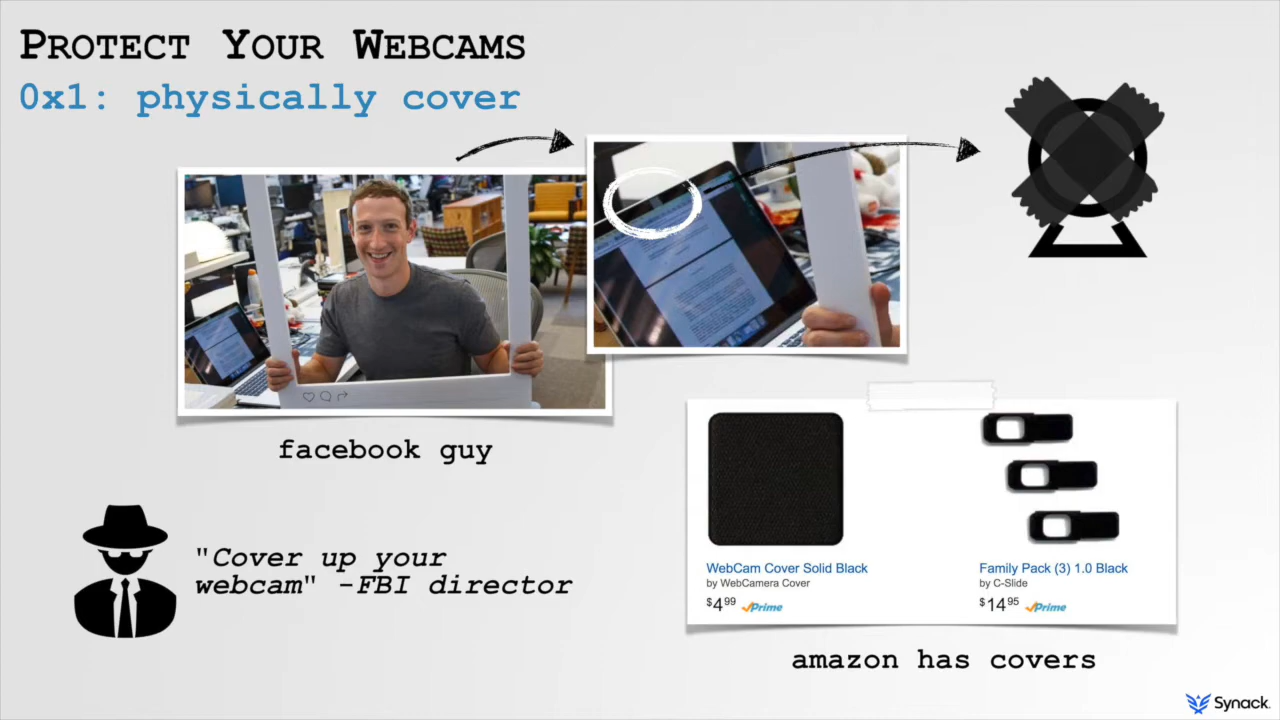 PROTECT YOUR WEBCAMS
0x1: physically cover
facebook guy
"Cover up your
webcam" -FBI director
WebCam Cover Solid Black
by WebCamera Cover
$4.99 Prime
Family Pack (3) 1.0 Black
by C-Slide
$14.95 Prime
amazon has covers
Synack.